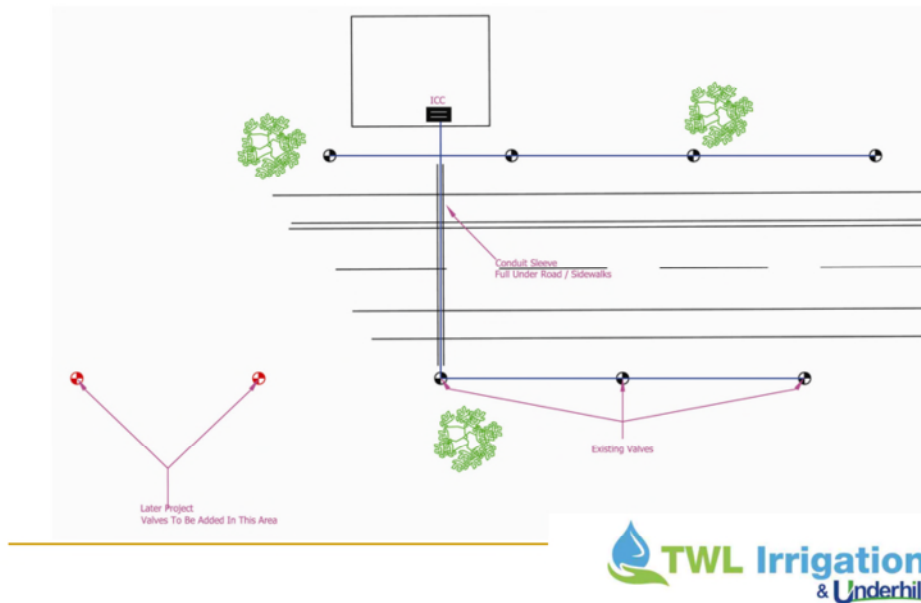 ICC
Conduit Sleeve
Full Under Road / Sidewalks
Existing Valves
Later Project
Valves To Be Added In This Area
TWL Irrigation
& Underhil